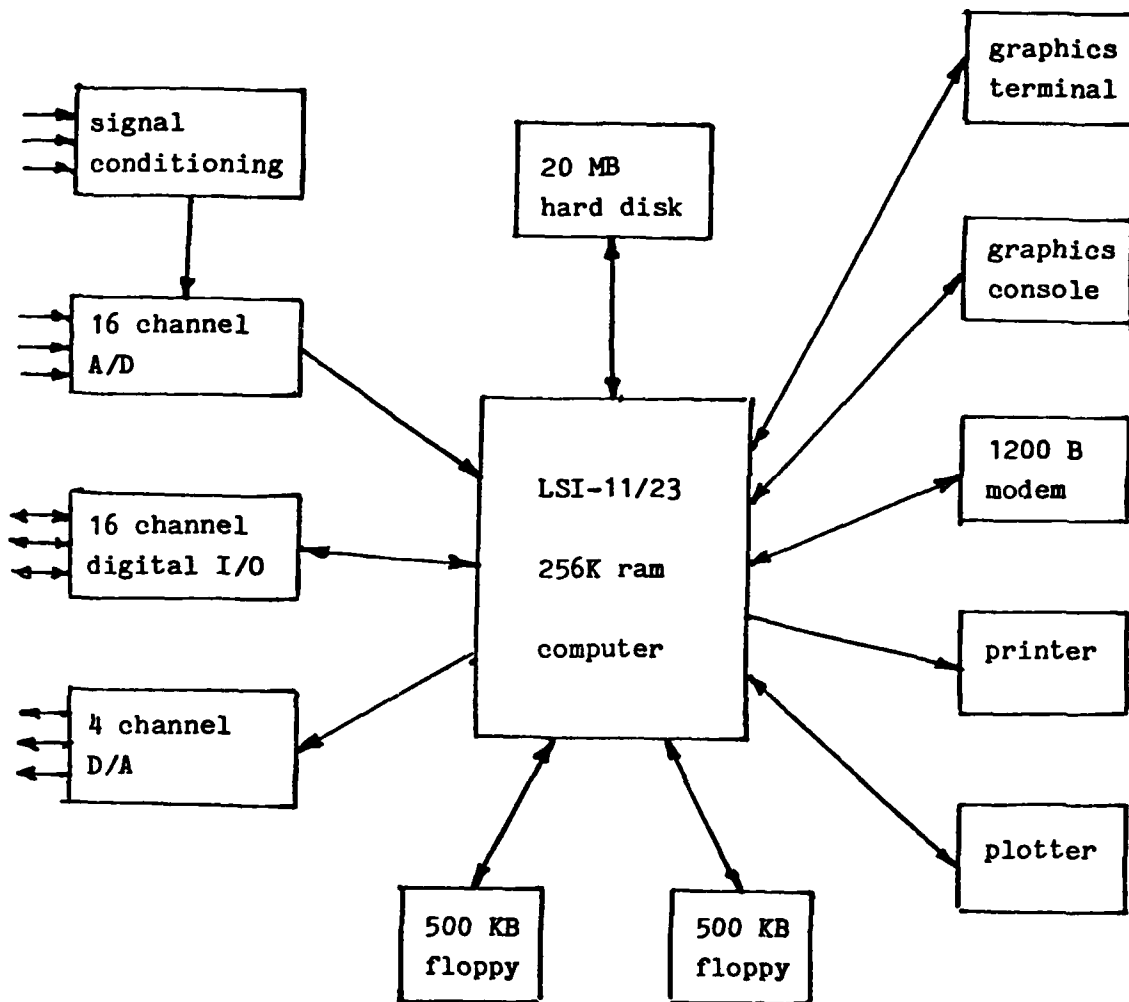 graphics
terminal
signal
conditioning
20 MB
hard disk
graphics
console
16 channel
A/D
LSI-11/23
256K ram
computer
1200 B
modem
16 channel
digital I/O
printer
4 channel
D/A
plotter
500 KB
floppy
500 KB
floppy